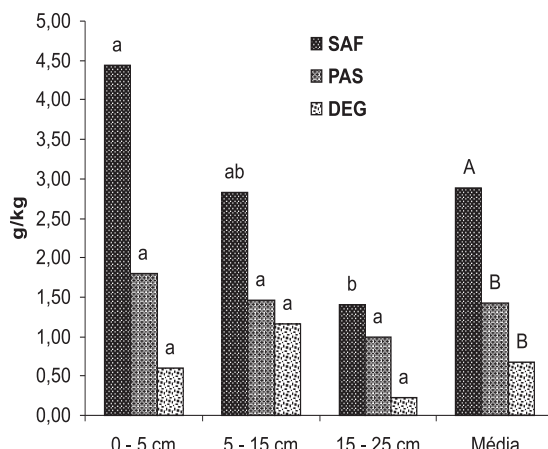 5,00
4,50
4,00
3,50
3,00
2,50
2,00
1,50
1,00
0,50
0,00
g/kg
SAF
PAS
DEG
a
a
a
ab
a
a
b
a
a
A
B
B
0 - 5 cm 5 - 15 cm 15 - 25 cm Média